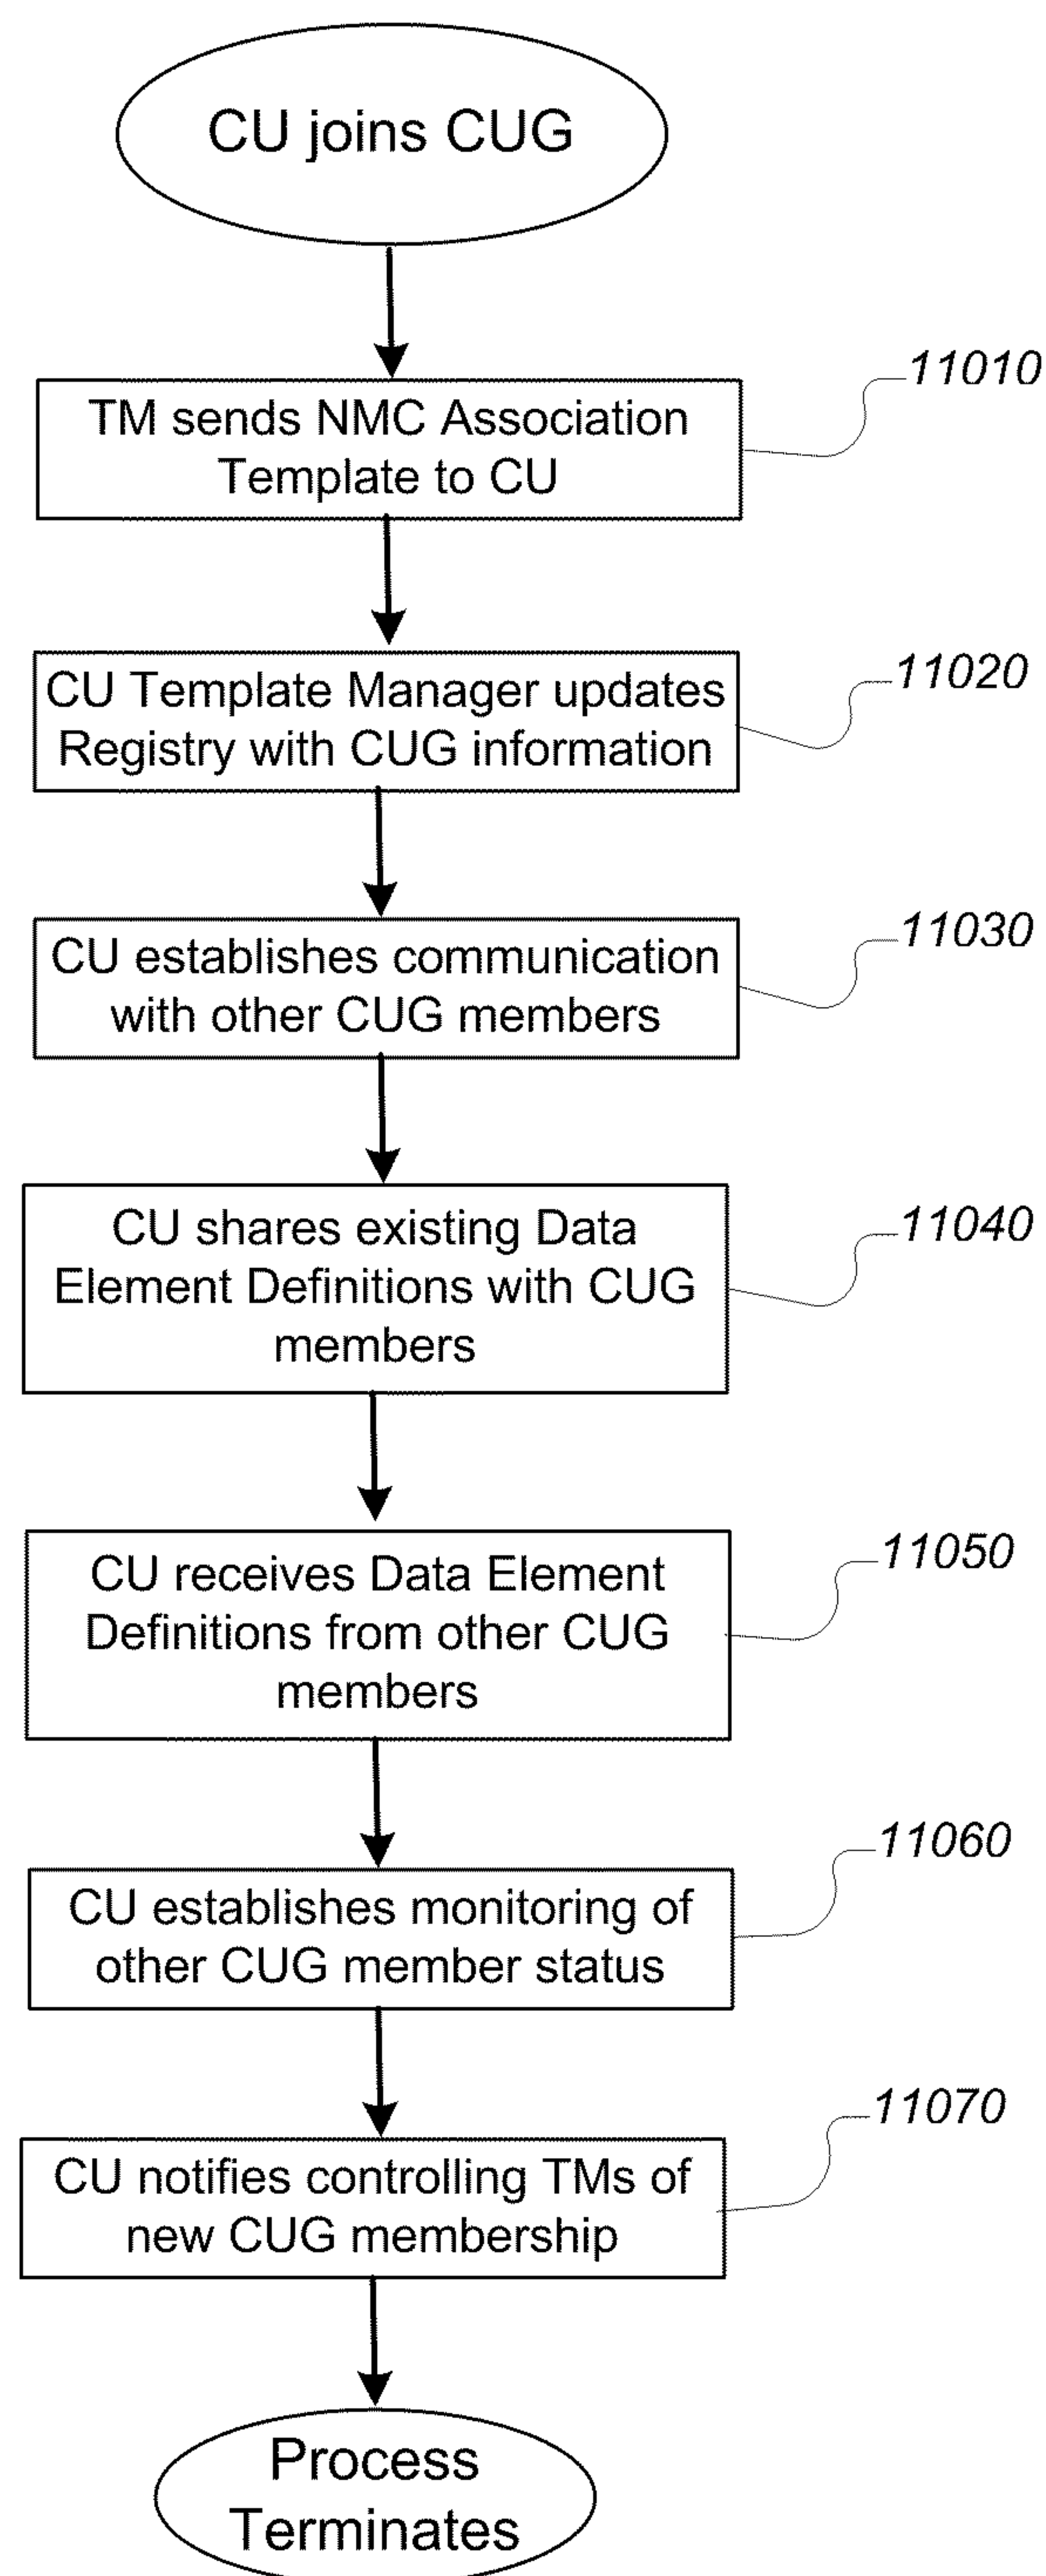 CU joins CUG
11010
TM sends NMC Association
Template to CU
11020
CU Template Manager updates
Registry with CUG information
11030
CU establishes communication
with other CUG members
11040
CU shares existing Data
Element Definitions with CUG
members
11050
CU receives Data Element
Definitions from other CUG
members
11060
CU establishes monitoring of
other CUG member status
11070
CU notifies controlling TMs of
new CUG membership
Process
Terminates